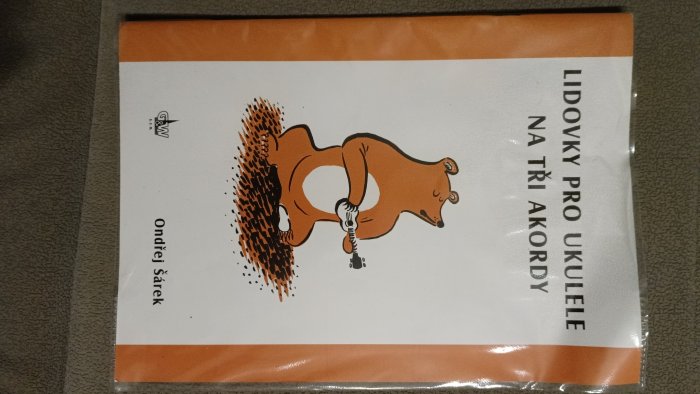 LIDOVKY PRO UKULELE
NA TŘI AKORDY
G&W
s.r.o.
Ondřej Šárek